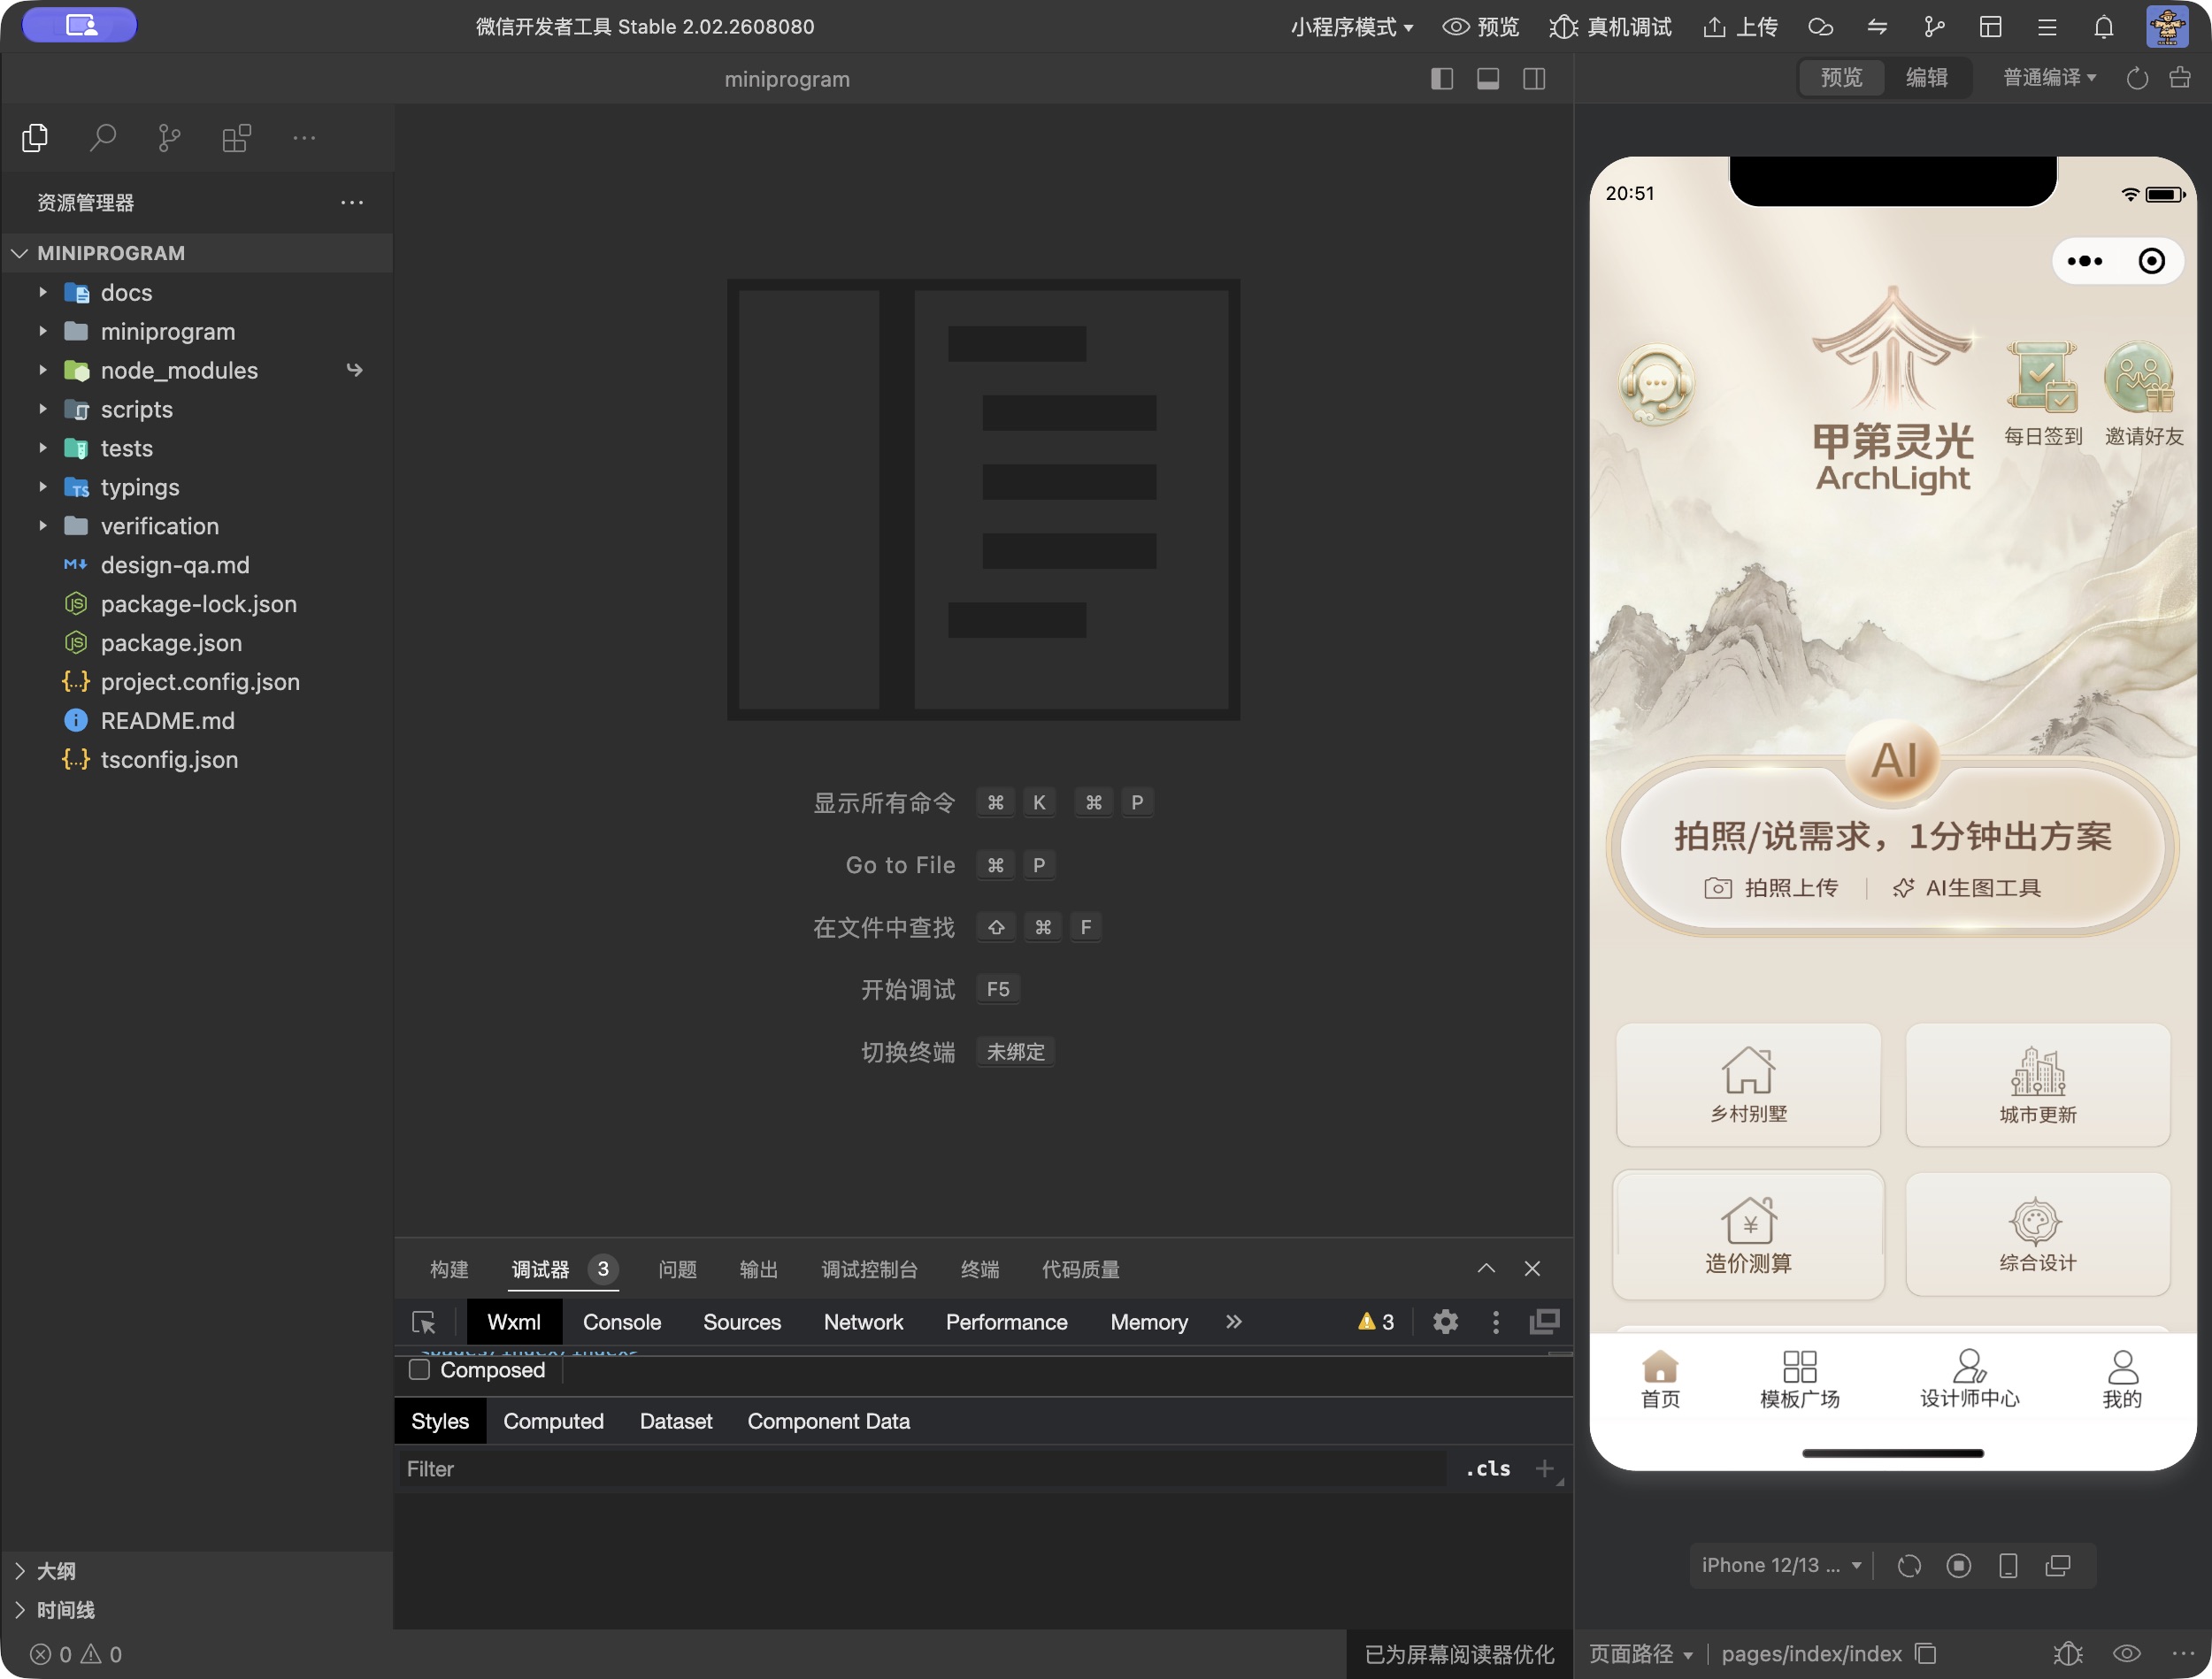 微信开发者工具 Stable 2.02.2608080
小程序模式
预览
真机调试
上传
miniprogram
预览
编辑
普通编译
资源管理器
MINIPROGRAM
docs
miniprogram
node_modules
scripts
tests
typings
verification
design-qa.md
package-lock.json
package.json
project.config.json
README.md
tsconfig.json
大纲
时间线
0 0
显示所有命令 ⌘ K ⌘ P
Go to File ⌘ P
在文件中查找 ⇧ ⌘ F
开始调试 F5
切换终端 未绑定
构建
调试器 3
问题
输出
调试控制台
终端
代码质量
Wxml
Console
Sources
Network
Performance
Memory
3
<pages/index/index>
Composed
Styles
Computed
Dataset
Component Data
Filter
.cls
已为屏幕阅读器优化
20:51
甲第灵光
ArchLight
每日签到
邀请好友
AI
拍照/说需求，1分钟出方案
拍照上传
AI生图工具
乡村别墅
城市更新
¥
造价测算
综合设计
首页
模板广场
设计师中心
我的
iPhone 12/13 ...
页面路径
pages/index/index